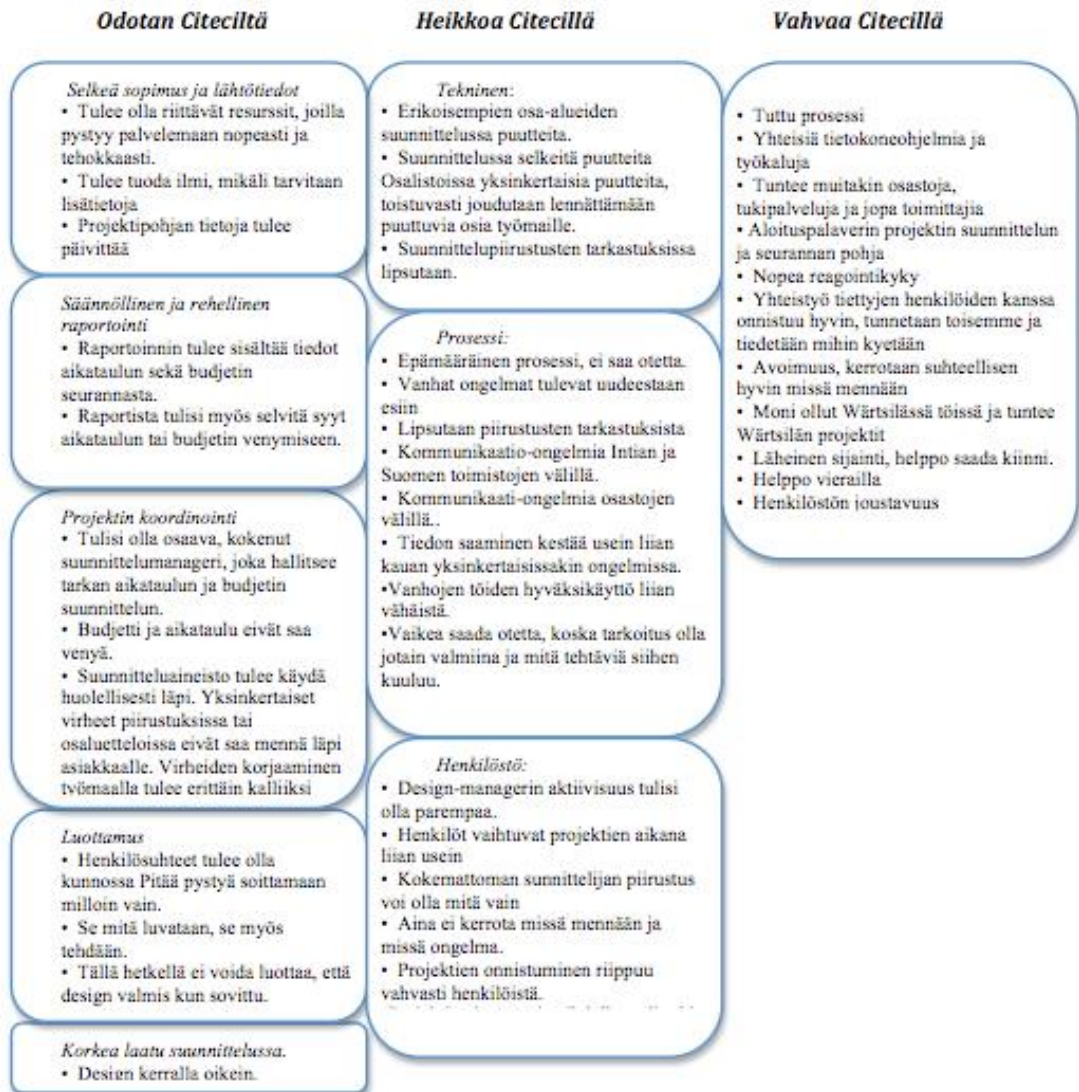 Odotan Citeciltä
Selkeä sopimus ja lähtötiedot
• Tulee olla riittävät resurssit, joilla
pystyy palvelemaan nopeasti ja
tehokkaasti.
• Tulee tuoda ilmi, mikäli tarvitaan
lisätietoja
• Projektipohjan tietoja tulee
päivittää
Säännöllinen ja rehellinen
raportointi
• Raportoinnin tulee sisältää tiedot
aikataulun sekä budjetin
seurannasta.
• Raportista tulisi myös selvitä syyt
aikataulun tai budjetin venymiseen.
Projektin koordinointi
• Tulisi olla osaava, kokenut
suunnittelumanageri, joka hallitsee
tarkan aikataulun ja budjetin
suunnittelun.
• Budjetti ja aikataulu eivät saa
venyä.
• Suunnitteluaineisto tulee käydä
huolellisesti läpi. Yksinkertaiset
virheet piirustuksissa tai
osaluetteloissa eivät saa mennä läpi
asiakkaalle. Virheiden korjaaminen
työmaalla tulee erittäin kalliiksi
Luottamus
• Henkilösuhteet tulee olla
kunnossa Pitää pystyä soittamaan
milloin vain.
• Se mitä luvataan, se myös
tehdään.
• Tällä hetkellä ei voida luottaa, että
design valmis kun sovittu.
Korkea laatu suunnittelussa.
• Design kerralla oikein.
Heikkoa Citecillä
Tekninen:
• Erikoisempien osa-alueiden
suunnittelussa puutteita.
• Suunnittelussa selkeitä puutteita
Osalistoissa yksinkertaisia puutteita,
toistuvasti joudutaan lennättämään
puuttuvia osia työmaille.
• Suunnittelupiirustusten tarkastuksissa
lipsutaan.
Prosessi:
• Epämääräinen prosessi, ei saa otetta.
• Vanhat ongelmat tulevat uudeestaan
esiin
• Lipsutaan piirustusten tarkastuksista
• Kommunikaatio-ongelmia Intian ja
Suomen toimistojen välillä.
• Kommunikaati-ongelmia osastojen
välillä..
• Tiedon saaminen kestää usein liian
kauan yksinkertaisissakin ongelmissa.
•Vanhojen töiden hyväksikäyttö liian
vähäistä.
•Vaikea saada otetta, koska tarkoitus olla
jotain valmiina ja mitä tehtäviä siihen
kuuluu.
Henkilöstö:
• Design-managerin aktiivisuus tulisi
olla parempaa.
• Henkilöt vaihtuvat projektien aikana
liian usein
• Kokemattoman sunnittelijan piirustus
voi olla mitä vain
• Aina ei kerrota missä mennään ja
missä ongelma.
• Projektien onnistuminen riippuu
vahvasti henkilöistä.
Vahvaa Citecillä
• Tuttu prosessi
• Yhteisiä tietokoneohjelmia ja
työkaluja
• Tuntee muitakin osastoja,
tukipalveluja ja jopa toimittajia
•Aloituspalaverin projektin suunnittelun
ja seurannan pohja
• Nopea reagointikyky
• Yhteistyö tiettyjen henkilöiden kanssa
onnistuu hyvin, tunnetaan toisemme ja
tiedetään mihin kyetään
• Avoimuus, kerrotaan suhteellisen
hyvin missä mennään
• Moni ollut Wärtsilässä töissä ja tuntee
Wärtsilän projektit
• Läheinen sijainti, helppo saada kiinni.
• Helppo vierailla
• Henkilöstön joustavuus